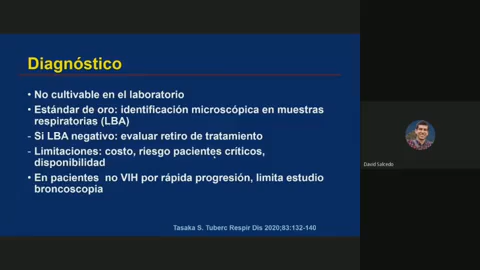 Diagnóstico
• No cultivable en el laboratorio
• Estándar de oro: identificación microscópica en muestras
respiratorias (LBA)
- Si LBA negativo: evaluar retiro de tratamiento
- Limitaciones: costo, riesgo pacientes críticos,
disponibilidad
• En pacientes no VIH por rápida progresión, limita estudio
broncoscopia
Tasaka S. Tuberc Respir Dis 2020;83:132-140
David Salcedo